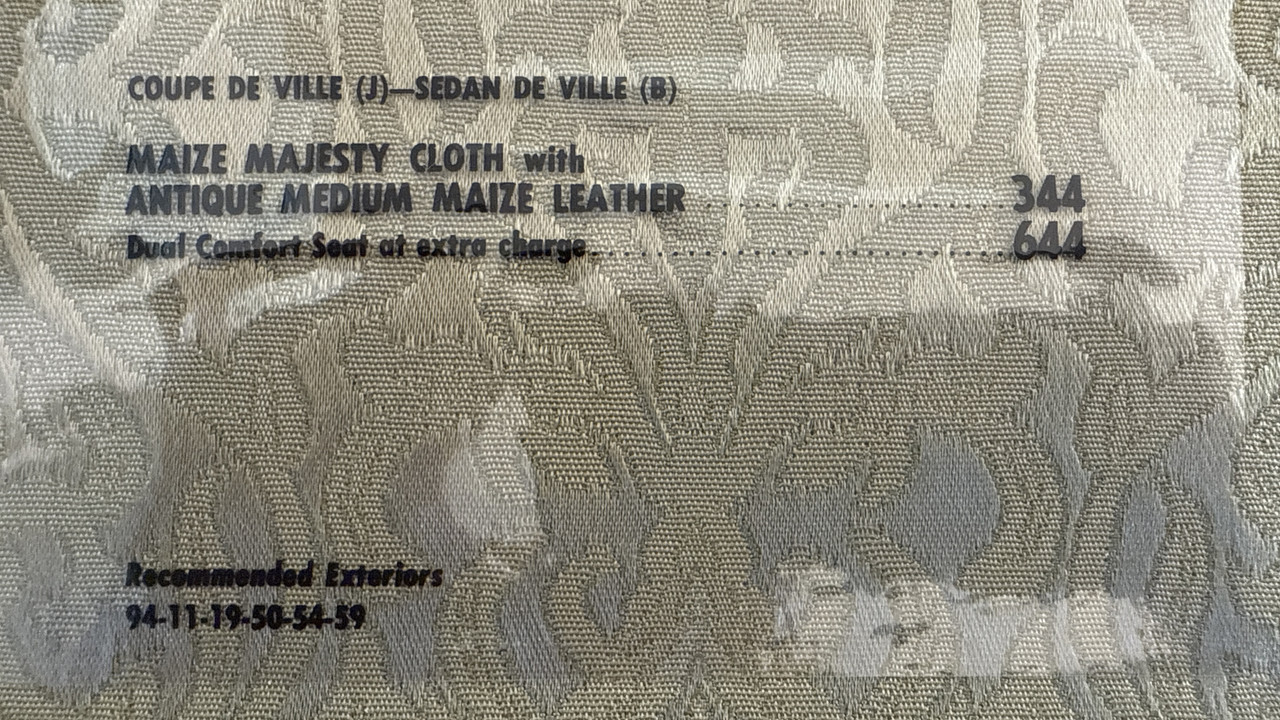 COUPE DE VILLE (J)—SEDAN DE VILLE (B)
MAIZE MAJESTY CLOTH with
ANTIQUE MEDIUM MAIZE LEATHER ........................ 344
Dual Comfort Seat at extra charge................................ 644
Recommended Exteriors
94-11-19-50-54-59